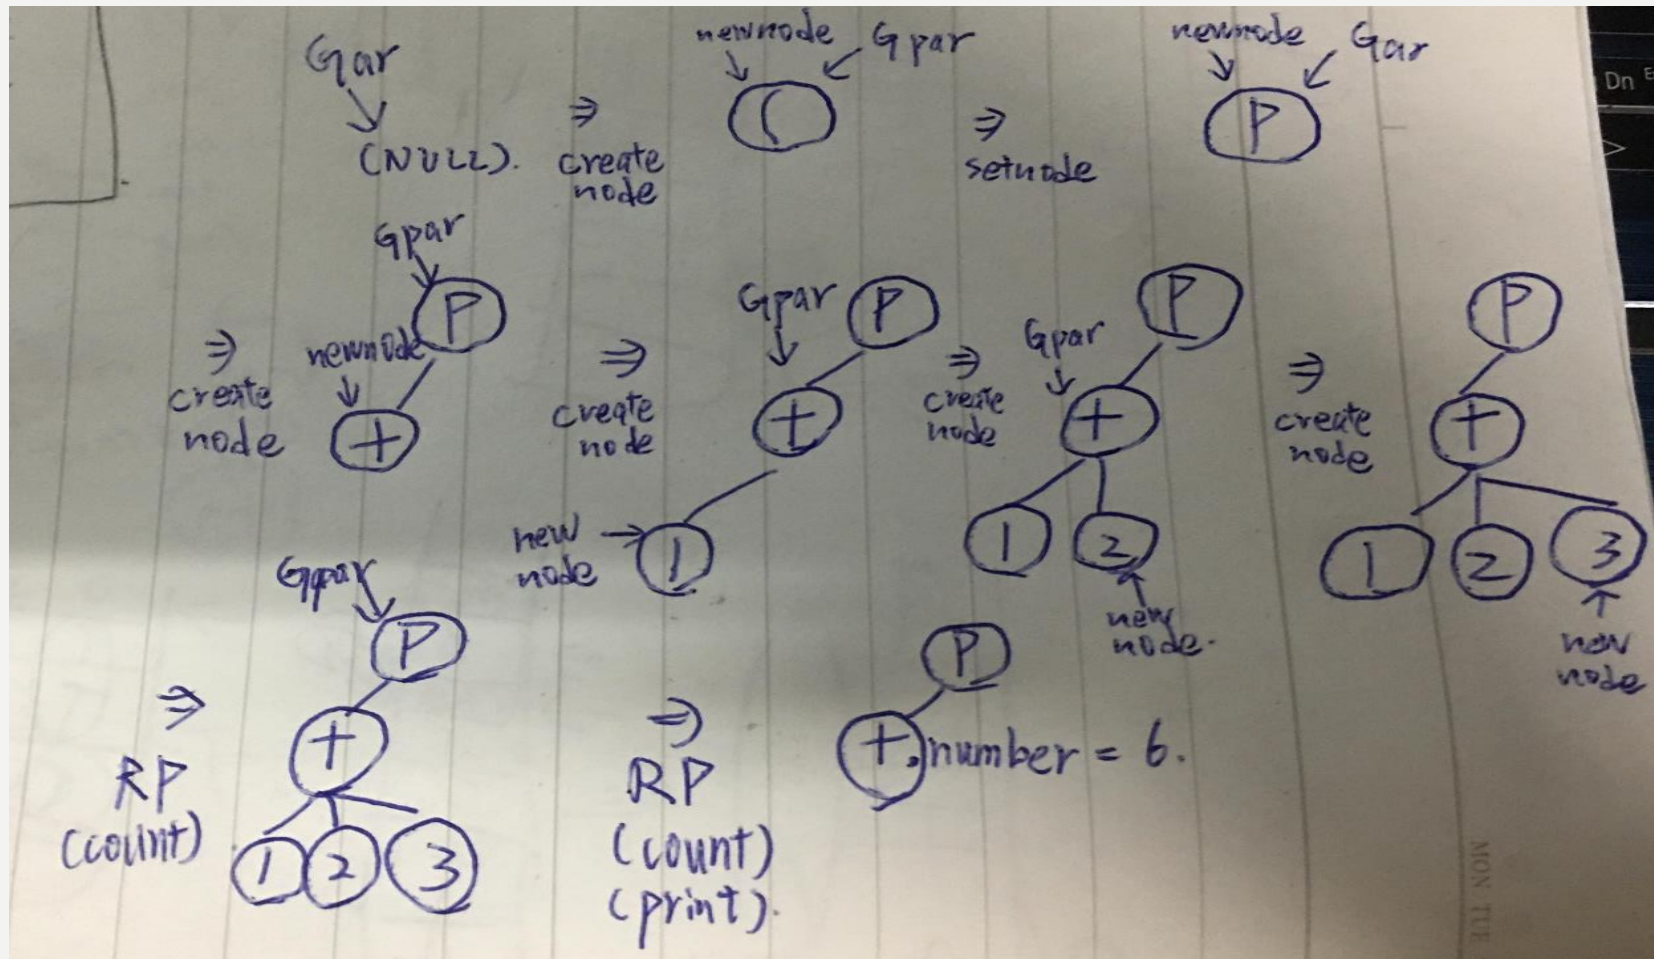 Gar
(NULL).
⇒
create
node
newnode
Gpar
(
⇒
setnode
newnode
Gar
P
⇒
create
node
Gpar
P
newnode
+
⇒
create
node
Gpar
P
+
new
node
1
⇒
create
node
Gpar
P
+
1 2
new
node.
⇒
create
node
P
+
1 2 3
new
node
⇒
RP
(count)
Gpar
P
+
1 2 3
⇒
RP
(count)
(print).
P
+.number = 6.
MON TUE
Dn
E